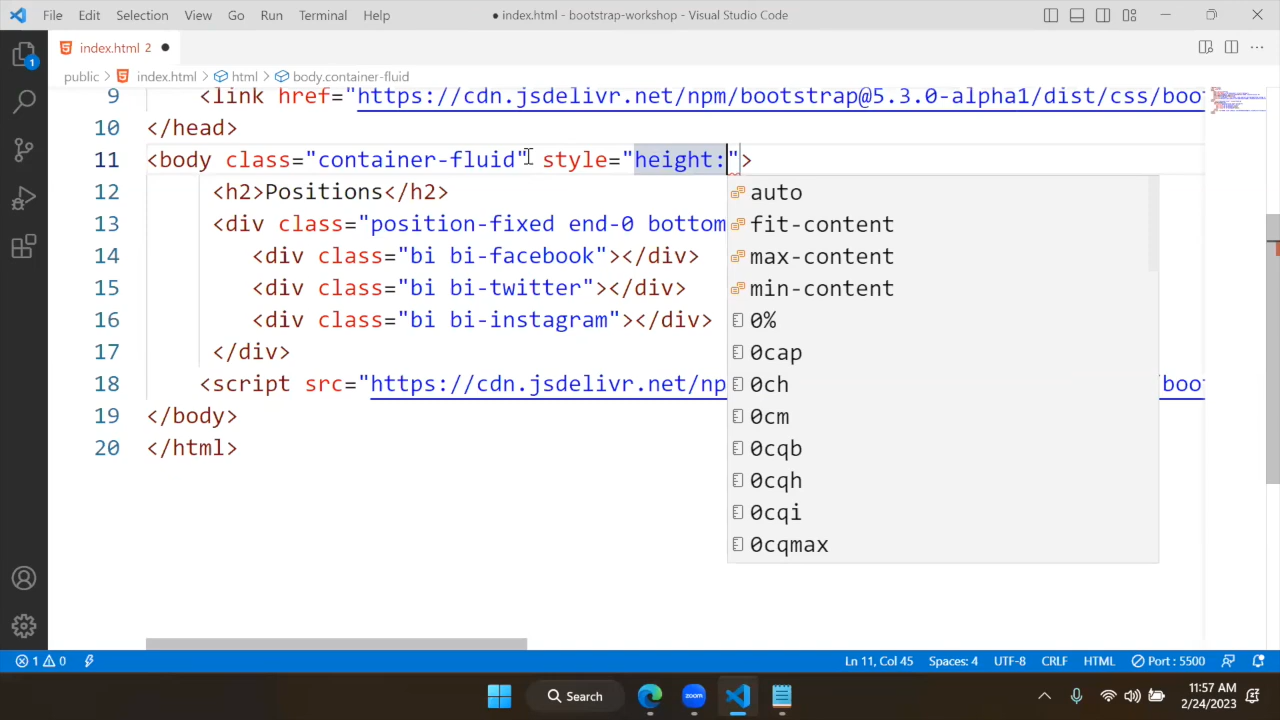 File Edit Selection View Go Run Terminal Help ● index.html - bootstrap-workshop - Visual Studio Code
index.html 2 ●
public > index.html > html > body.container-fluid
9 <link href="https://cdn.jsdelivr.net/npm/bootstrap@5.3.0-alpha1/dist/css/boo
10 </head>
11 <body class="container-fluid" style="height:">
12 <h2>Positions</h2>
13 <div class="position-fixed end-0 bottom
14 <div class="bi bi-facebook"></div>
15 <div class="bi bi-twitter"></div>
16 <div class="bi bi-instagram"></div>
17 </div>
18 <script src="https://cdn.jsdelivr.net/np /boo
19 </body>
20 </html>
auto
fit-content
max-content
min-content
0%
0cap
0ch
0cm
0cqb
0cqh
0cqi
0cqmax
1
1 0 Ln 11, Col 45 Spaces: 4 UTF-8 CRLF HTML Port : 5500
Search zoom 11:57 AM
2/24/2023